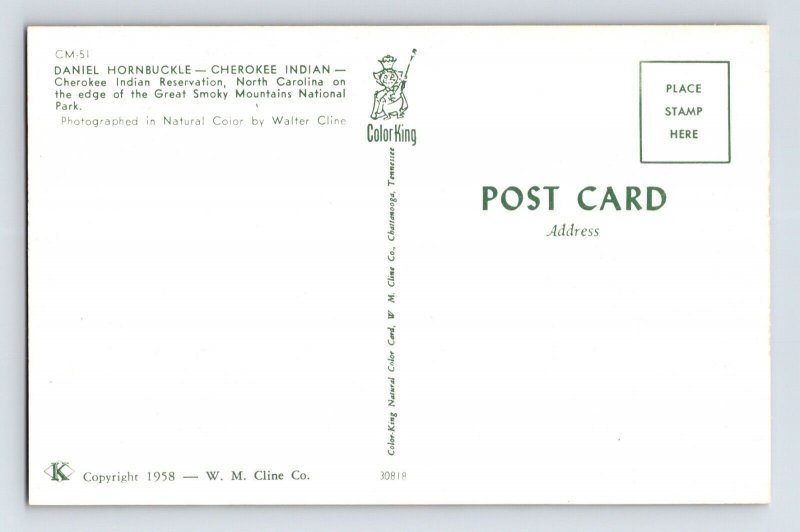 CM-51
DANIEL HORNBUCKLE — CHEROKEE INDIAN —
Cherokee Indian Reservation, North Carolina on
the edge of the Great Smoky Mountains National
Park.
Photographed in Natural Color by Walter Cline
ColorKing
Color-King Natural Color Card, W. M. Cline Co., Chattanooga, Tennessee
PLACE
STAMP
HERE
POST CARD
Address
K
Copyright 1958 — W. M. Cline Co.
30818